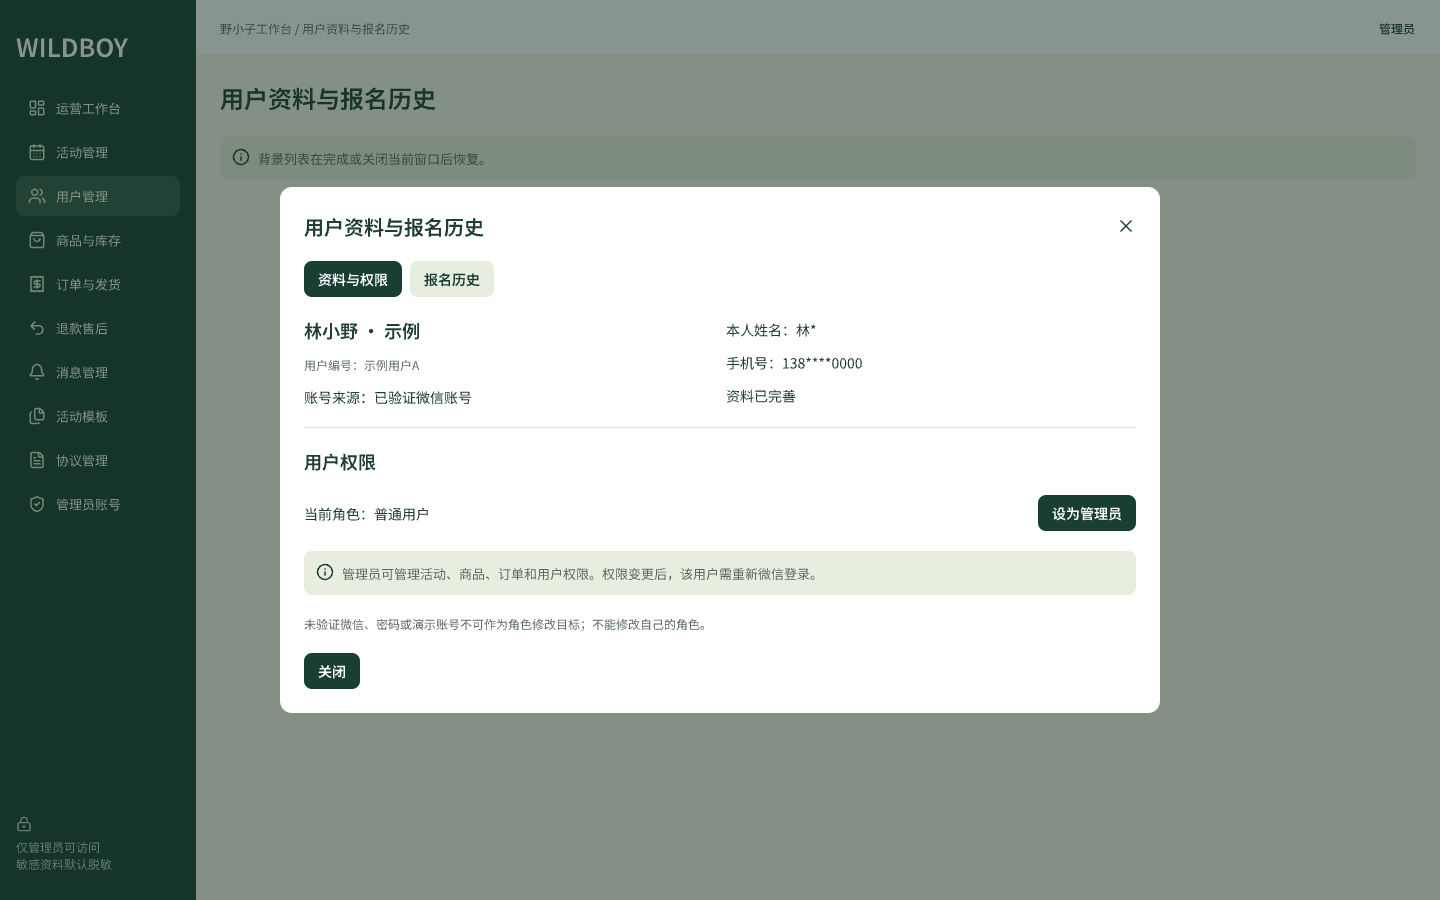 WILDBOY
运营工作台
活动管理
用户管理
商品与库存
订单与发货
退款售后
消息管理
活动模板
协议管理
管理员账号
仅管理员可访问
敏感资料默认脱敏
野小子工作台 / 用户资料与报名历史
管理员
用户资料与报名历史
背景列表在完成或关闭当前窗口后恢复。
用户资料与报名历史
资料与权限
报名历史
林小野 · 示例
用户编号：示例用户A
账号来源：已验证微信账号
本人姓名：林*
手机号：138****0000
资料已完善
用户权限
当前角色：普通用户
设为管理员
管理员可管理活动、商品、订单和用户权限。权限变更后，该用户需重新微信登录。
未验证微信、密码或演示账号不可作为角色修改目标；不能修改自己的角色。
关闭